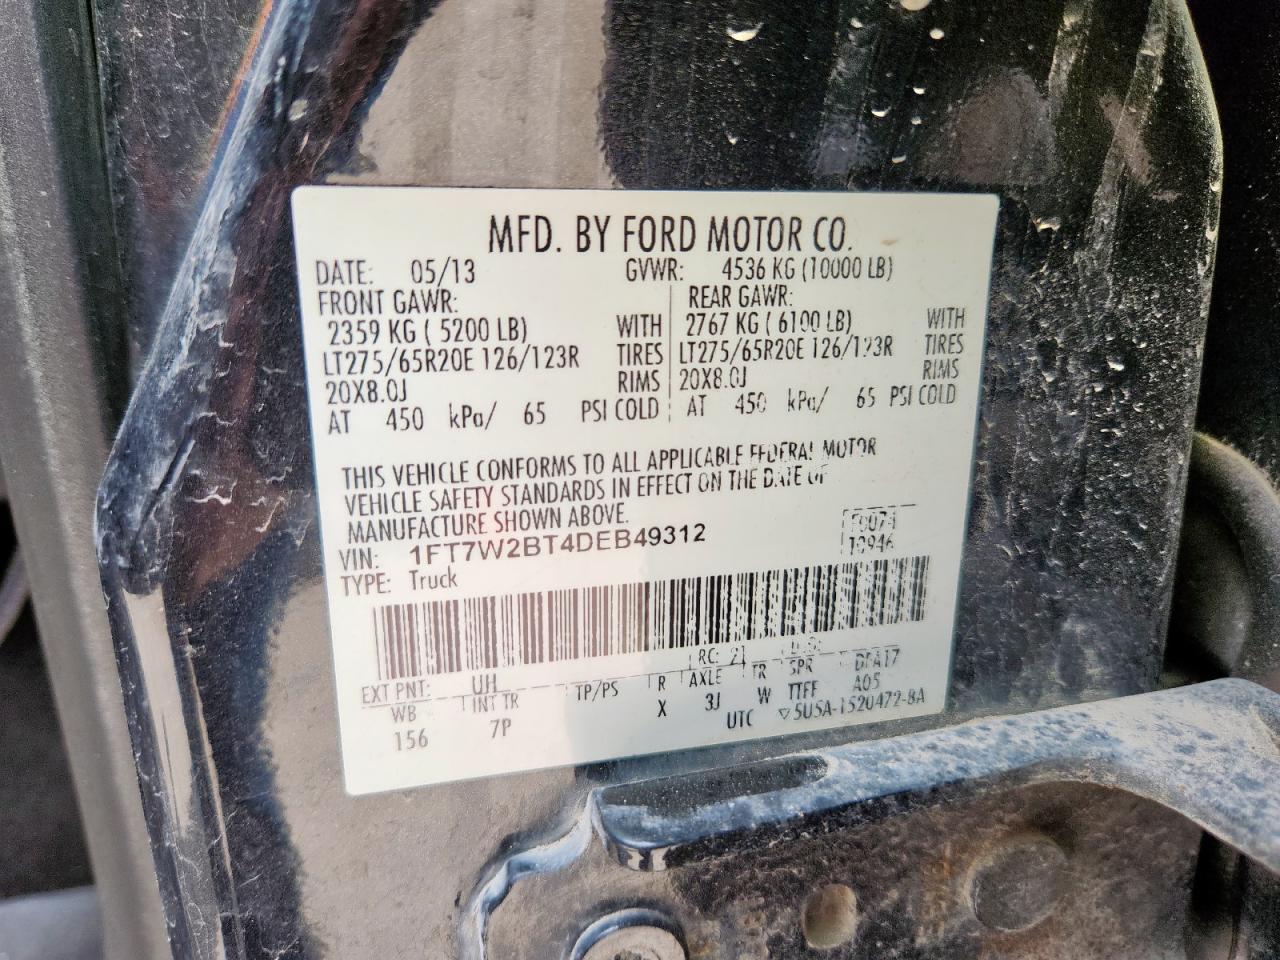 MFD. BY FORD MOTOR CO.
DATE: 05/13 GVWR: 4536 KG (10000 LB)
FRONT GAWR: REAR GAWR:
2359 KG ( 5200 LB) WITH 2767 KG ( 6100 LB) WITH
LT275/65R20E 126/123R TIRES LT275/65R20E 126/123R TIRES
20X8.0J RIMS 20X8.0J RIMS
AT 450 kPa/ 65 PSI COLD AT 450 kPa/ 65 PSI COLD
THIS VEHICLE CONFORMS TO ALL APPLICABLE FEDERAL MOTOR
VEHICLE SAFETY STANDARDS IN EFFECT ON THE DATE OF
MANUFACTURE SHOWN ABOVE.
VIN: 1FT7W2BT4DEB49312
TYPE: Truck
10946
EXT PNT: UH RC: 21
WB INT TR TP/PS R AXLE TR SPR
156 7P X 3J W TTFF A05
UTC ▽5U5A-1520472-BA